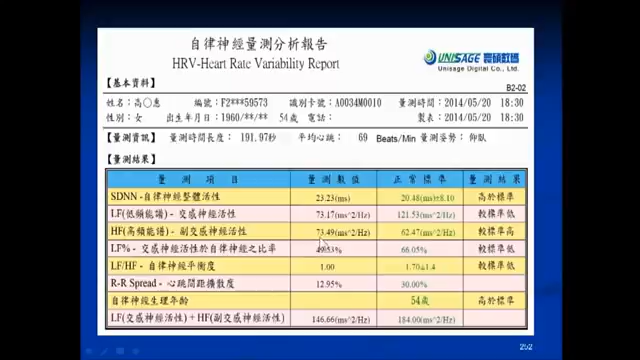 自律神經量測分析報告
HRV-Heart Rate Variability Report
UNISAGE 寰碩數碼
Unisage Digital Co., Ltd.
【基本資料】
B2-02
姓名：高○惠 編號：F2***59573 識別卡號：A0034M0010 量測時間：2014/05/20 18:30
性別：女 出生年月日：1960/**/** 54歲 電話： 製表：2014/05/20 18:30
【量測資訊】 量測時間長度： 191.97秒 平均心跳： 69 Beats/Min 量測姿勢：仰臥
【量測結果】
量 測 項 目 量 測 數 值 正 常 標 準 量 測 結 果
SDNN -自律神經整體活性 23.23(ms) 20.48(ms)±8.10 高於標準
LF(低頻能譜) - 交感神經活性 73.17(ms^2/Hz) 121.53(ms^2/Hz) 較標準低
HF(高頻能譜) - 副交感神經活性 73.49(ms^2/Hz) 62.47(ms^2/Hz) 較標準高
LF% - 交感神經活性於自律神經之比率 66.05% 較標準低
LF/HF - 自律神經平衡度 1.00 1.70±1.4 較標準低
R-R Spread - 心跳間距擴散度 12.95% 30.00%
自律神經生理年齡 54歲 高於標準
LF(交感神經活性) + HF(副交感神經活性) 146.66(ms^2/Hz) 184.00(ms^2/Hz)